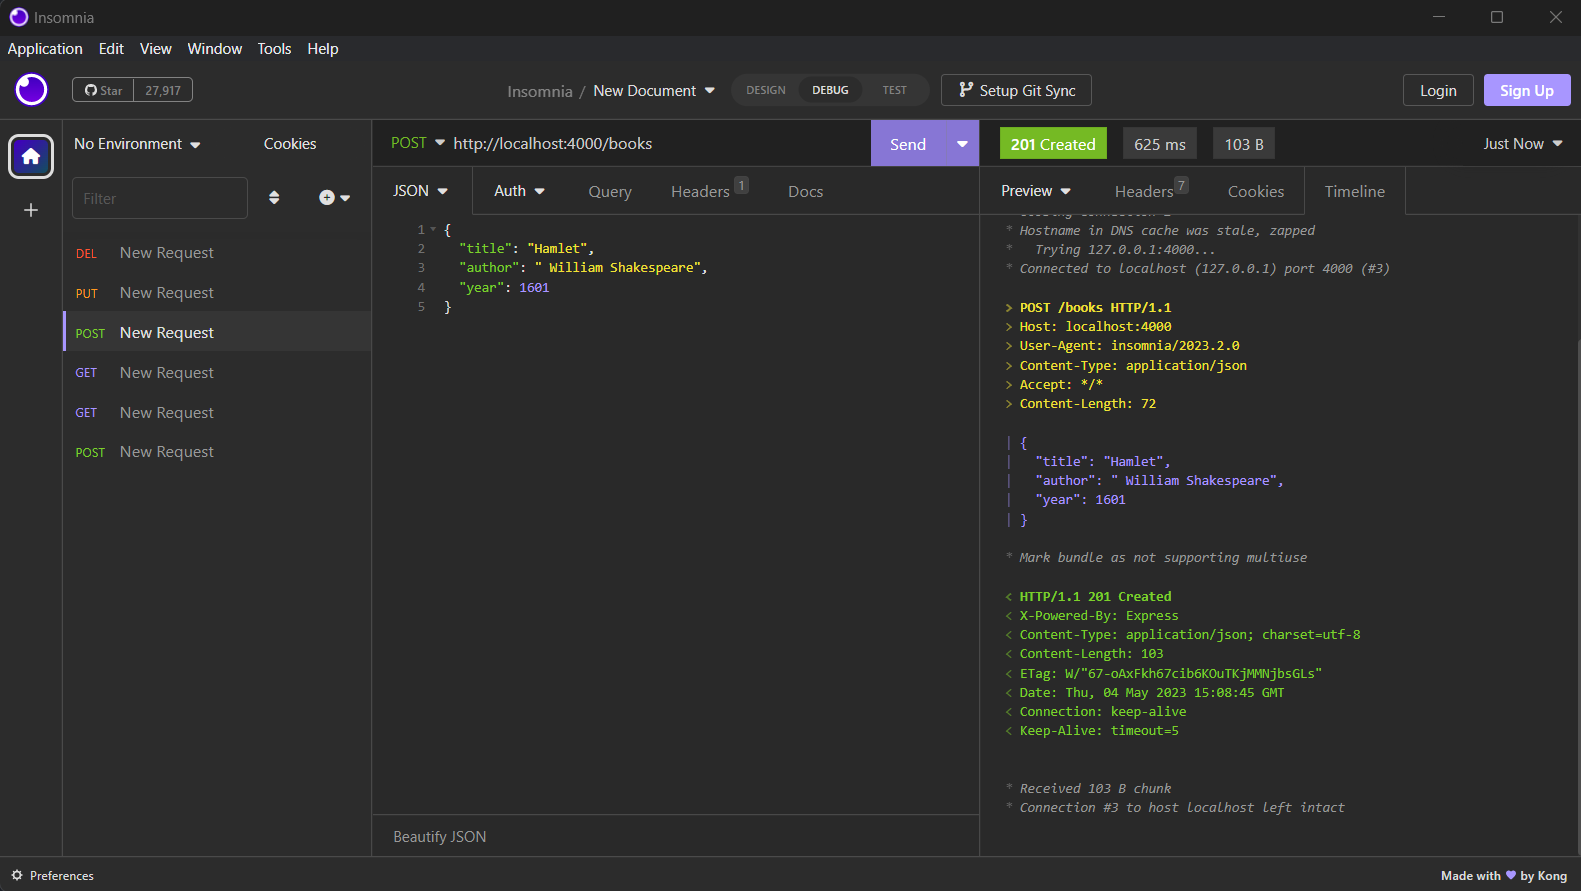 Insomnia
Application Edit View Window Tools Help
Star 27,917
Insomnia / New Document
DESIGN DEBUG TEST
Setup Git Sync
Login Sign Up
No Environment Cookies
Filter
DEL New Request
PUT New Request
POST New Request
GET New Request
GET New Request
POST New Request
POST http://localhost:4000/books Send
JSON Auth Query Headers 1 Docs
1 {
2 "title": "Hamlet",
3 "author": " William Shakespeare",
4 "year": 1601
5 }
Beautify JSON
201 Created 625 ms 103 B Just Now
Preview Headers 7 Cookies Timeline
* Hostname in DNS cache was stale, zapped
* Trying 127.0.0.1:4000...
* Connected to localhost (127.0.0.1) port 4000 (#3)
> POST /books HTTP/1.1
> Host: localhost:4000
> User-Agent: insomnia/2023.2.0
> Content-Type: application/json
> Accept: */*
> Content-Length: 72
| {
| "title": "Hamlet",
| "author": " William Shakespeare",
| "year": 1601
| }
* Mark bundle as not supporting multiuse
< HTTP/1.1 201 Created
< X-Powered-By: Express
< Content-Type: application/json; charset=utf-8
< Content-Length: 103
< ETag: W/"67-oAxFkh67cib6KOuTKjMMNjbsGLs"
< Date: Thu, 04 May 2023 15:08:45 GMT
< Connection: keep-alive
< Keep-Alive: timeout=5
* Received 103 B chunk
* Connection #3 to host localhost left intact
Preferences
Made with 💜 by Kong